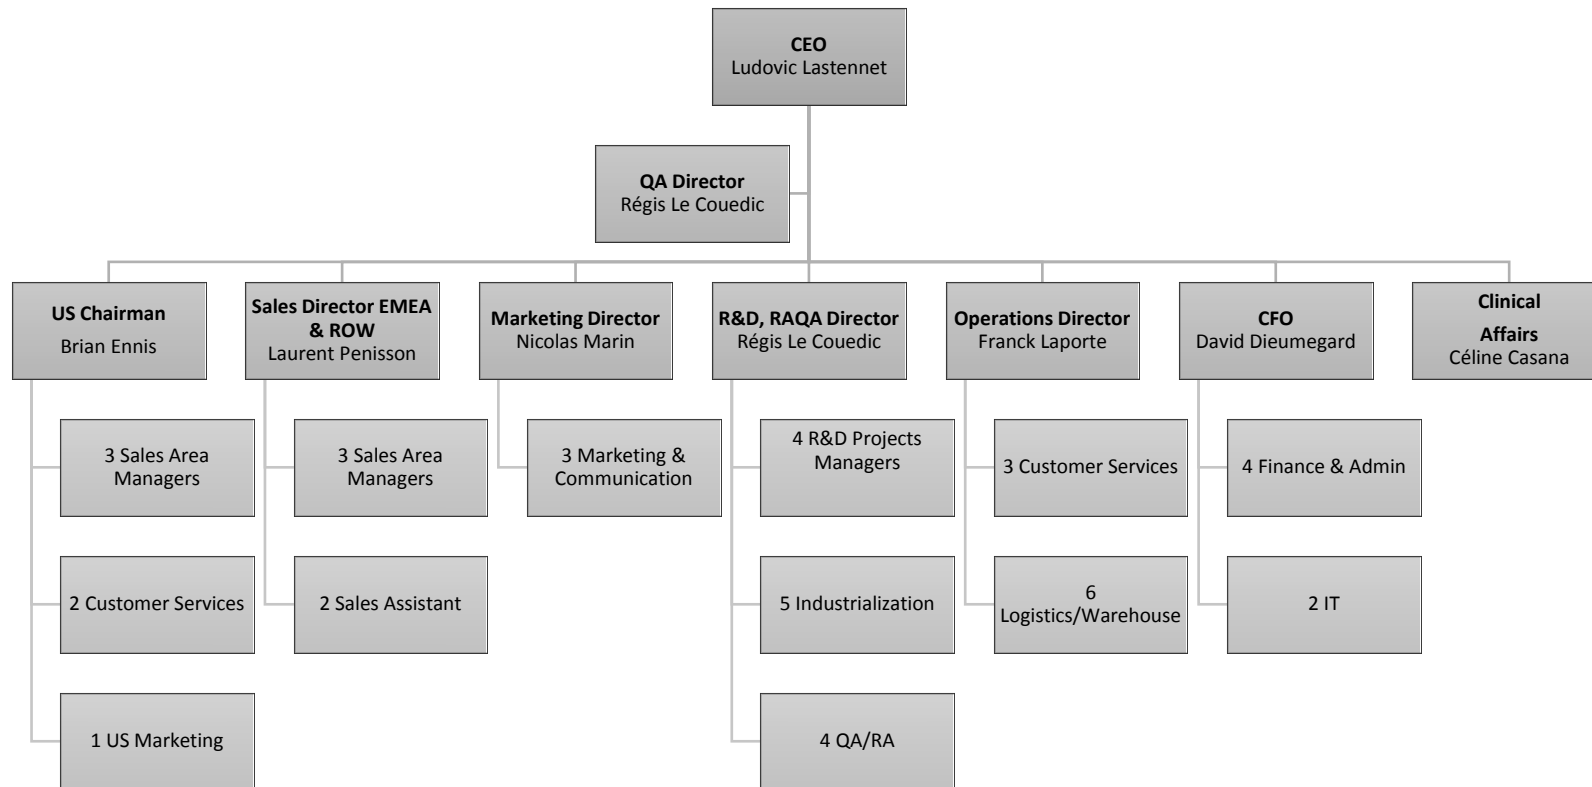 CEO
Ludovic Lastennet
QA Director
Régis Le Couedic
US Chairman
Brian Ennis
Sales Director EMEA
& ROW
Laurent Penisson
Marketing Director
Nicolas Marin
R&D, RAQA Director
Régis Le Couedic
Operations Director
Franck Laporte
CFO
David Dieumegard
Clinical
Affairs
Céline Casana
3 Sales Area
Managers
3 Sales Area
Managers
3 Marketing &
Communication
4 R&D Projects
Managers
3 Customer Services
4 Finance & Admin
2 Customer Services
2 Sales Assistant
5 Industrialization
6
Logistics/Warehouse
2 IT
1 US Marketing
4 QA/RA